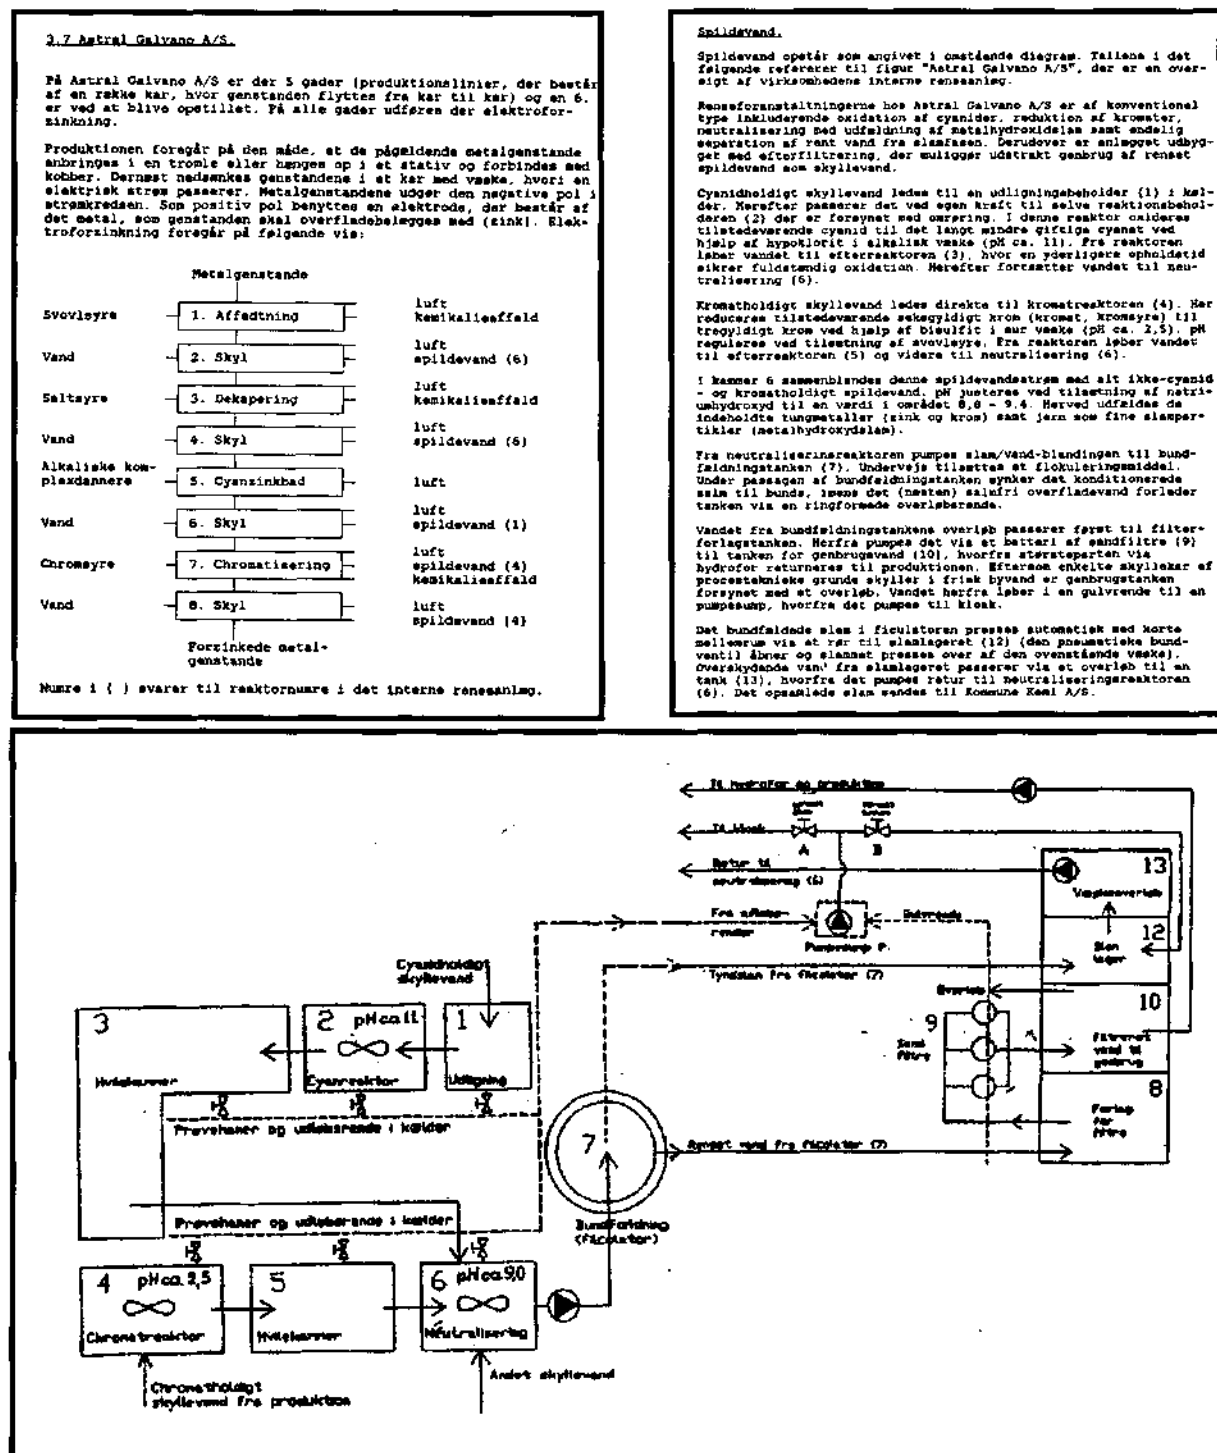 3.7 Astral Galvano A/S.
På Astral Galvano A/S er der 5 gader (produktionslinier, der består
af en række kar, hvor genstanden flyttes fra kar til kar) og en 6.
er ved at blive opstillet. På alle gader udføres der elektrofor-
zinkning.
Produktionen foregår på den måde, at de pågældende metalgenstande
anbringes i en tromle eller hænges op i et stativ og forbindes med
kobber. Dernæst nedsænkes genstandene i et kar med væske, hvori en
elektrisk strøm passerer. Metalgenstandene udgør den negative pol i
strømkredsen. Som positiv pol benyttes en elektrode, der består af
det metal, som genstanden skal overfladebelægges med (zink). Elek-
troforzinkning foregår på følgende vis:
Metalgenstande
Svovlsyre 1. Affedtning luft
kemikalieaffald
Vand 2. Skyl luft
spildevand (6)
Saltsyre 3. Dekapering luft
kemikalieaffald
Vand 4. Skyl luft
spildevand (6)
Alkaliske kom-
plexdannere 5. Cyanzinkbad luft
Vand 6. Skyl luft
spildevand (1)
Chromsyre 7. Chromatisering luft
spildevand (4)
kemikalieaffald
Vand 8. Skyl luft
spildevand (4)
Forzinkede metal-
genstande
Numre i ( ) svarer til reaktornumre i det interne renseanlæg.
Spildevand.
Spildevand opstår som angivet i omstående diagram. Tallene i det
følgende refererer til figur "Astral Galvano A/S", der er en over-
sigt af virksomhedens interne renseanlæg.
Renseforanstaltningerne hos Astral Galvano A/S er af konventionel
type inkluderende oxidation af cyanider, reduktion af kromater,
neutralisering med udfældning af metalhydroxidslam samt endelig
separation af rent vand fra slamfasen. Derudover er anlægget udbyg-
get med efterfiltrering, der muliggør udstrakt genbrug af renset
spildevand som skyllevand.
Cyanidholdigt skyllevand ledes til en udligningsbeholder (1) i kæl-
der. Herefter passerer det ved egen kraft til selve reaktionsbehol-
deren (2) der er forsynet med omrøring. I denne reaktor oxideres
tilstedeværende cyanid til det langt mindre giftige cyanat ved
hjælp af hypoklorit i alkalisk væske (pH ca. 11). Fra reaktoren
løber vandet til efterreaktoren (3), hvor en yderligere opholdstid
sikrer fuldstændig oxidation. Herefter fortsætter vandet til neu-
tralisering (6).
Kromatholdigt skyllevand ledes direkte til kromatreaktoren (4). Her
reduceres tilstedeværende seksgyldigt krom (kromat, kromsyre) til
tregyldigt krom ved hjælp af bisulfit i sur væske (pH ca. 2,5). pH
reguleres ved tilsætning af svovlsyre. Fra reaktoren løber vandet
til efterreaktoren (5) og videre til neutralisering (6).
I kammer 6 sammenblandes denne spildevandsstrøm med alt ikke-cyanid
- og kromatholdigt spildevand. pH justeres ved tilsætning af natri-
umhydroxyd til en værdi i området 8,8 - 9,4. Herved udfældes de
indeholdte tungmetaller (zink og krom) samt jern som fine slampar-
tikler (metalhydroxydslam).
Fra neutraliserinsreaktoren pumpes slam/vand-blandingen til bund-
fældningstanken (7). Undervejs tilsættes et flokuleringsmiddel.
Under passagen af bundfældningstanken synker det konditionerede
salm til bunds, imens det (næsten) salmfri overfladevand forlader
tanken via en ringformede overløbsrende.
Vandet fra bundfældningstankens overløb passerer først til filter-
forlagstanken. Herfra pumpes det via et batteri af sandfiltre (9)
til tanken for genbrugsvand (10), hvorfra størsteparten via
hydrofor returneres til produktionen. Eftersom enkelte skyllekar af
procestekniske grunde skyller i frisk byvand er genbrugstanken
forsynet med et overløb. Vandet herfra løber i en gulvrende til en
pumpesump, hvorfra det pumpes til kloak.
Det bundfældede slam i ficulatoren presses automatisk med korte
mellemrum via et rør til slamlageret (12) (den pneumatiske bund-
ventil åbner og slammet presses over af den ovenstående væske).
Overskydende vand fra slamlageret passerer via et overløb til en
tank (13), hvorfra det pumpes retur til neutraliseringsreaktoren
(6). Det opsamlede slam sendes til Kommune Kemi A/S.
Til hydrofor og produktion
Til kloak
A B
Retur til
neutralisering (6)
13
Fra afløbs-
render
Gulvrende
Pumpesump P.
12
Slam
lager
Tyndslam fra ficulator (7)
Overløb
10
Filtreret
vand til
genbrug
9
Sand
filtre
8
Forlag
for
filtre
Cyanidholdigt
skyllevand
3
Hvilekammer
2 pH ca. 11
Cyanreaktor
1
Udligning
Prøvehaner og udløbsrende i kælder
7
Renset vand fra ficulator (7)
Bundfældning
(ficulator)
Prøvehaner og udløbsrende i kælder
4 pH ca. 2,5
Chromatreaktor
5
Hvilekammer
6 pH ca. 9,0
Neutralisering
Chromatholdigt
skyllevand fra produktion
Andet skyllevand